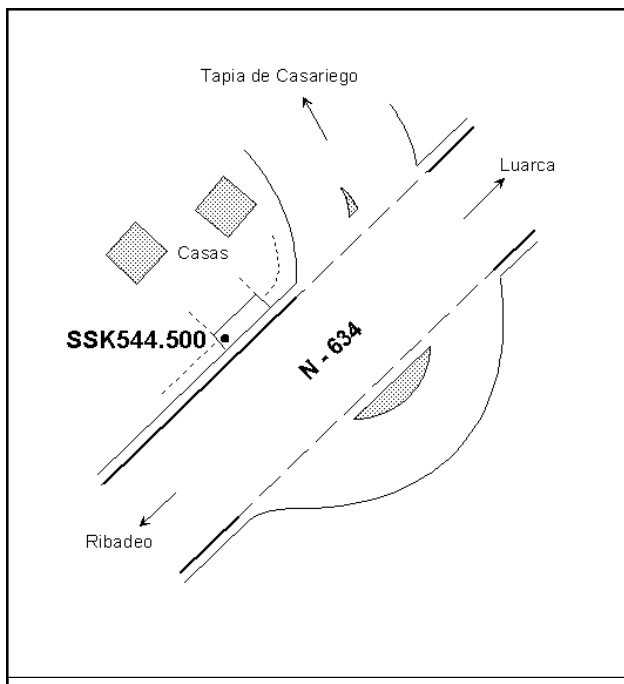 Tapia de Casariego
Luarca
Casas
SSK544.500
N - 634
Ribadeo